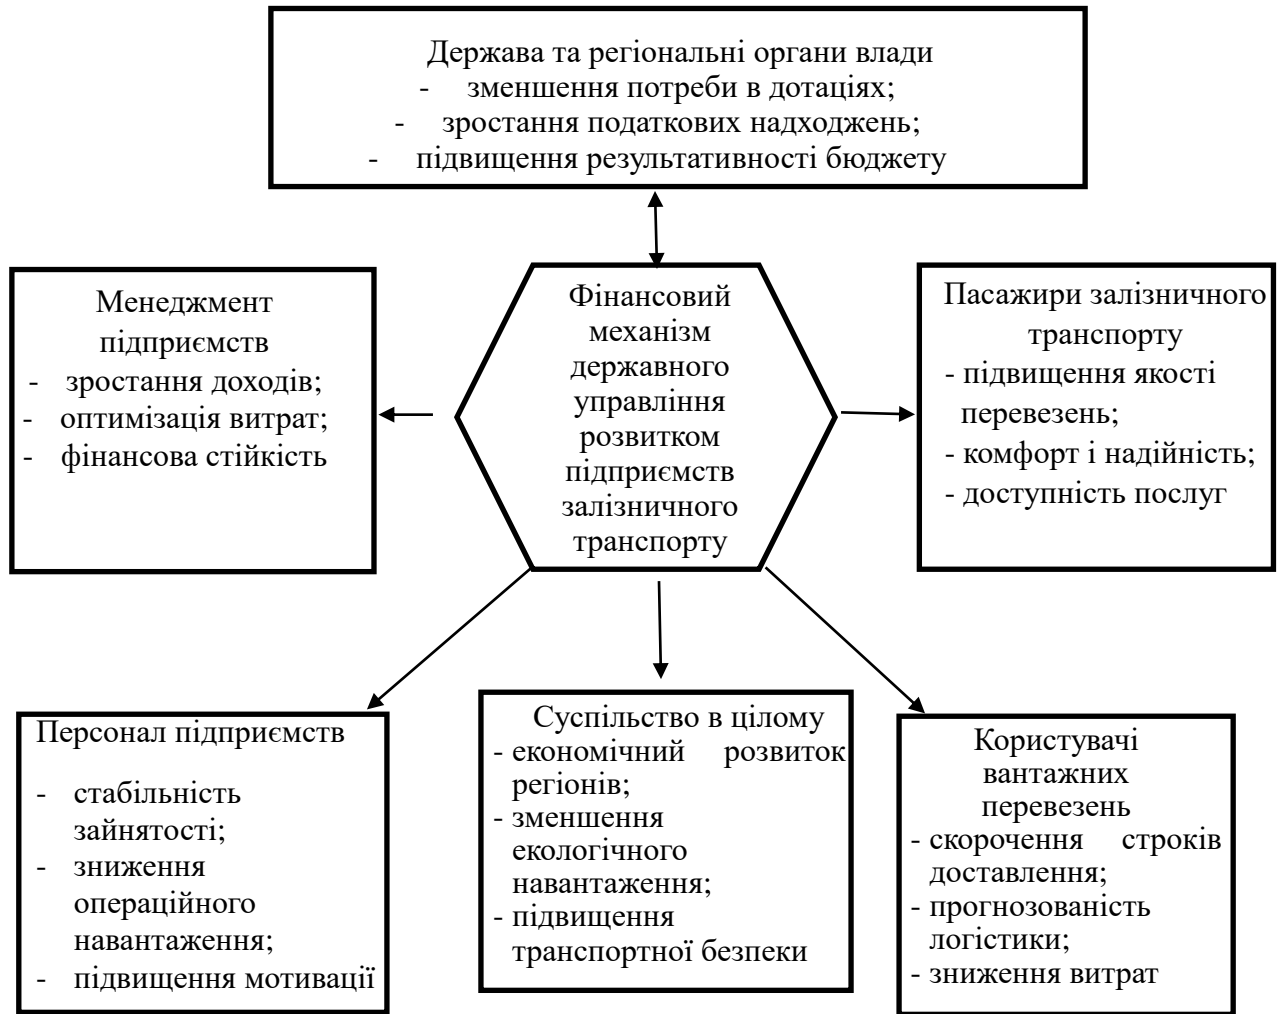 Держава та регіональні органи влади
- зменшення потреби в дотаціях;
- зростання податкових надходжень;
- підвищення результативності бюджету
Менеджмент
підприємств
- зростання доходів;
- оптимізація витрат;
- фінансова стійкість
Фінансовий
механізм
державного
управління
розвитком
підприємств
залізничного
транспорту
Пасажири залізничного
транспорту
- підвищення якості
перевезень;
- комфорт і надійність;
- доступність послуг
Персонал підприємств
- стабільність
зайнятості;
- зниження
операційного
навантаження;
- підвищення мотивації
Суспільство в цілому
- економічний розвиток
регіонів;
- зменшення
екологічного
навантаження;
- підвищення
транспортної безпеки
Користувачі
вантажних
перевезень
- скорочення строків
доставлення;
- прогнозованість
логістики;
- зниження витрат